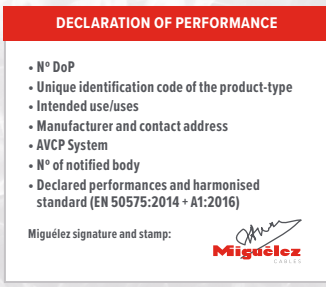 DECLARATION OF PERFORMANCE
• Nº DoP
• Unique identification code of the product-type
• Intended use/uses
• Manufacturer and contact address
• AVCP System
• Nº of notified body
• Declared performances and harmonised
standard (EN 50575:2014 + A1:2016)
Miguélez signature and stamp:
Miguélez
CABLES